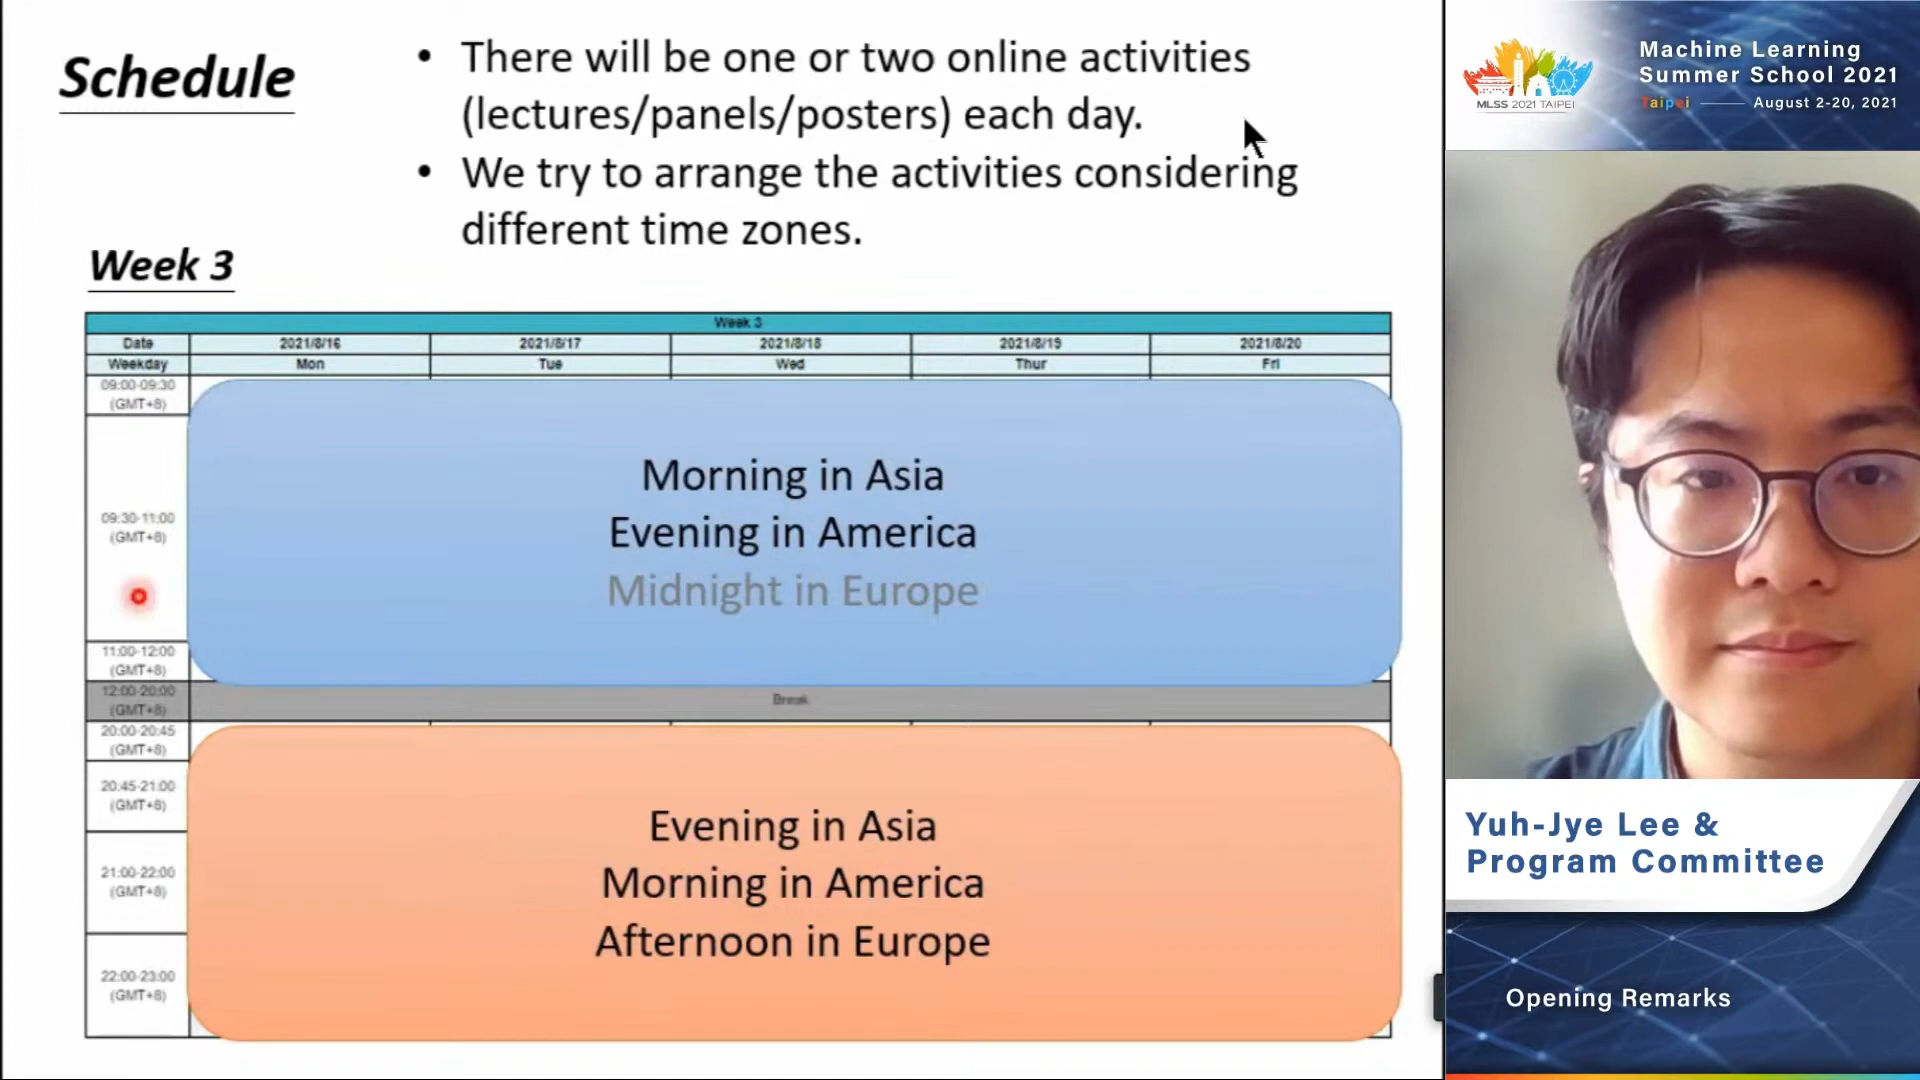 Schedule
• There will be one or two online activities
(lectures/panels/posters) each day.
• We try to arrange the activities considering
different time zones.
Week 3
Week 3
Date 2021/8/16 2021/8/17 2021/8/18 2021/8/19 2021/8/20
Weekday Mon Tue Wed Thur Fri
09:00-09:30
(GMT+8)
09:30-11:00
(GMT+8)
11:00-12:00
(GMT+8)
12:00-20:00
(GMT+8)
Break
20:00-20:45
(GMT+8)
20:45-21:00
(GMT+8)
21:00-22:00
(GMT+8)
22:00-23:00
(GMT+8)
Morning in Asia
Evening in America
Midnight in Europe
Evening in Asia
Morning in America
Afternoon in Europe
MLSS 2021 TAIPEI
Machine Learning
Summer School 2021
Taipei August 2-20, 2021
Yuh-Jye Lee &
Program Committee
Opening Remarks